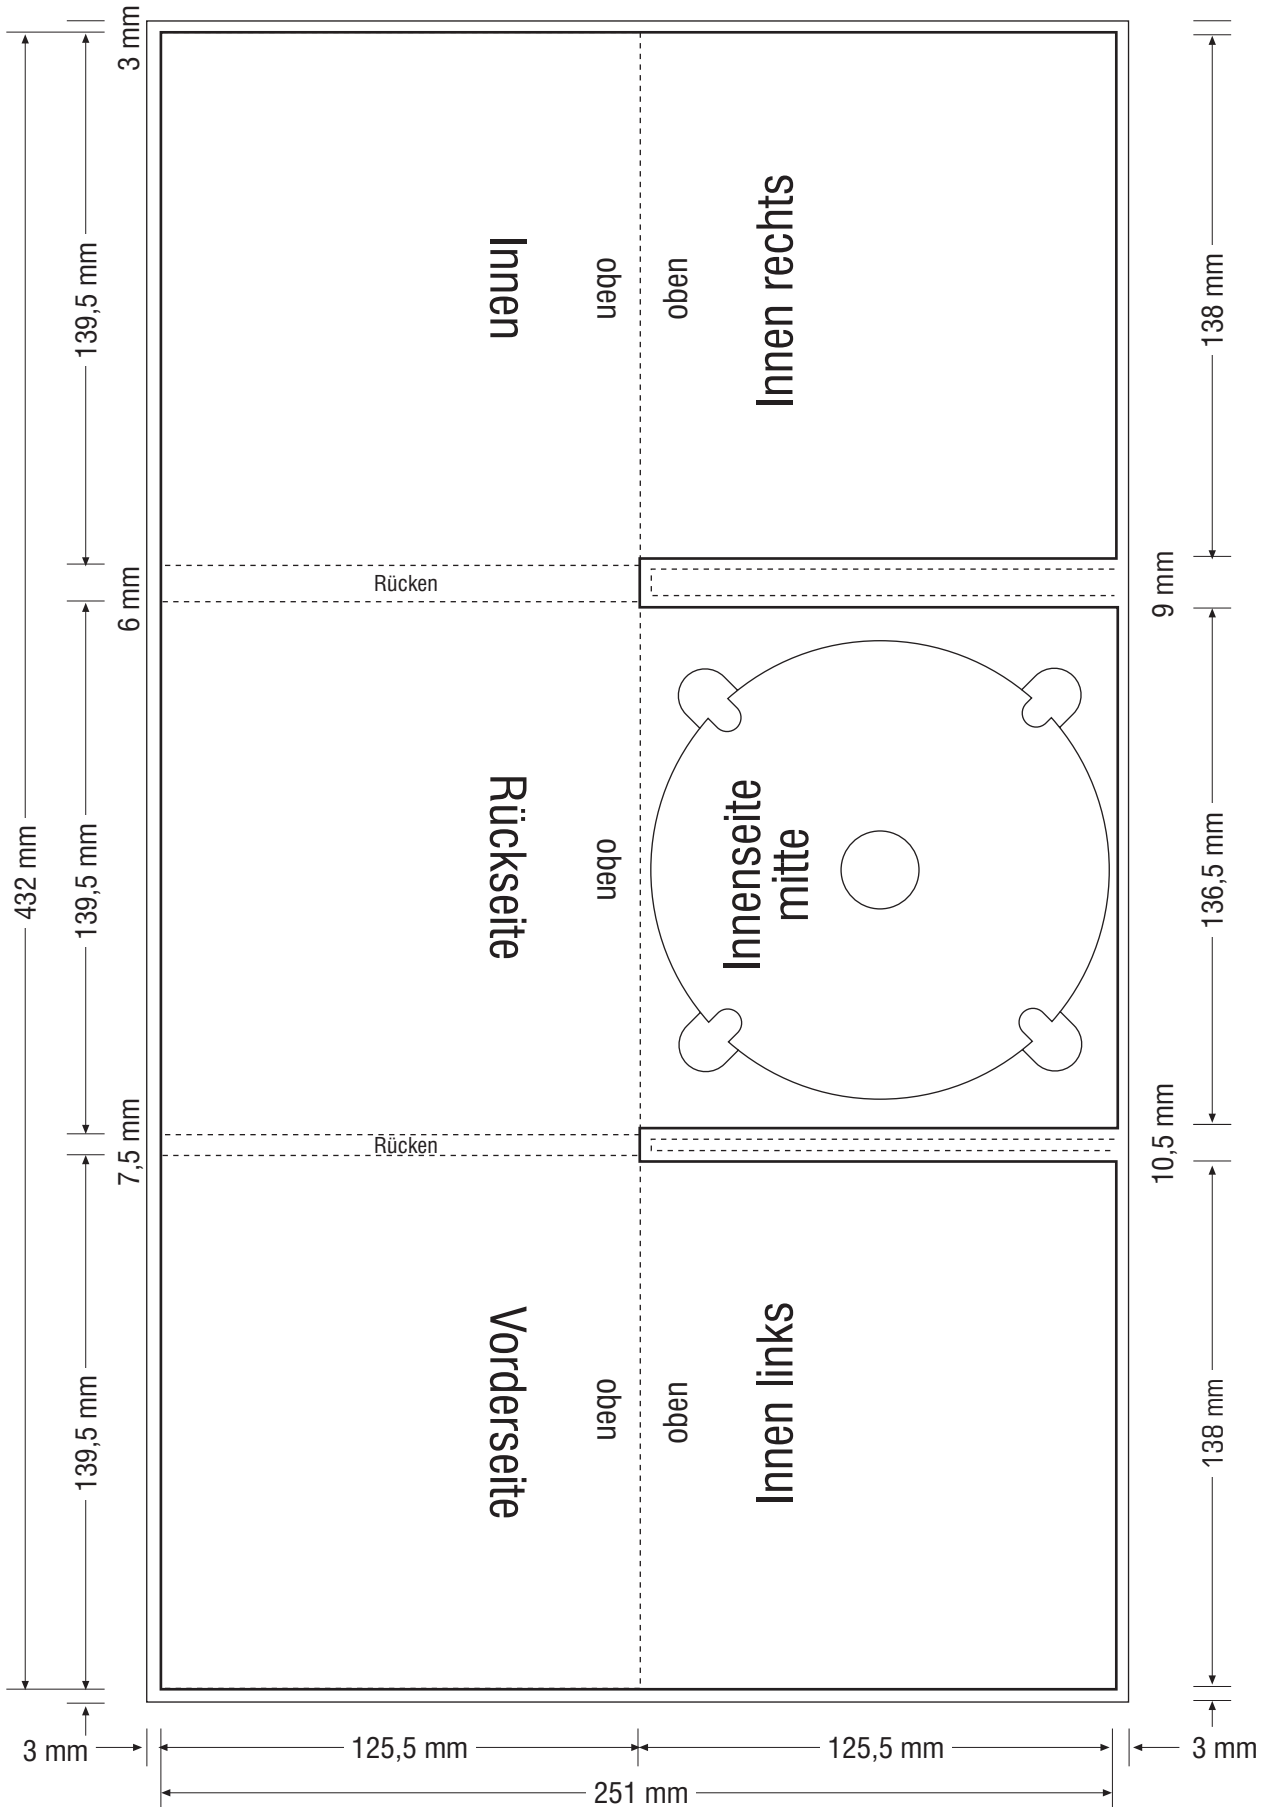 3 mm
139,5 mm
Innen
oben
oben
Innen rechts
138 mm
6 mm
Rücken
9 mm
432 mm
139,5 mm
Rückseite
oben
Innenseite
mitte
136,5 mm
7,5 mm
Rücken
10,5 mm
139,5 mm
Vorderseite
oben
oben
Innen links
138 mm
3 mm
125,5 mm
125,5 mm
3 mm
251 mm